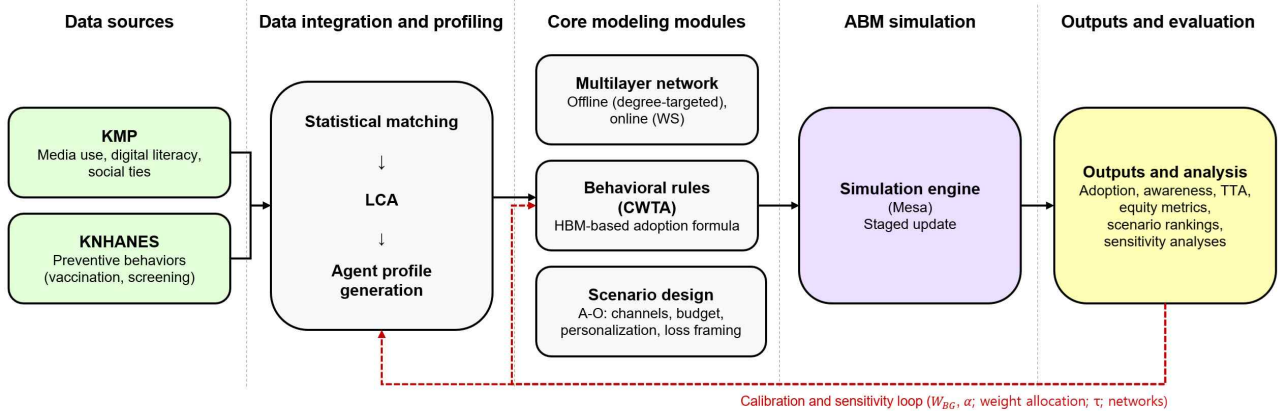 Data sources
Data integration and profiling
Core modeling modules
ABM simulation
Outputs and evaluation
KMP
Media use, digital literacy,
social ties
KNHANES
Preventive behaviors
(vaccination, screening)
Statistical matching
↓
LCA
↓
Agent profile
generation
Multilayer network
Offline (degree-targeted),
online (WS)
Behavioral rules
(CWTA)
HBM-based adoption formula
Scenario design
A-O: channels, budget,
personalization, loss framing
Simulation engine
(Mesa)
Staged update
Outputs and analysis
Adoption, awareness, TTA,
equity metrics,
scenario rankings,
sensitivity analyses
Calibration and sensitivity loop (W_BG, α; weight allocation; τ; networks)